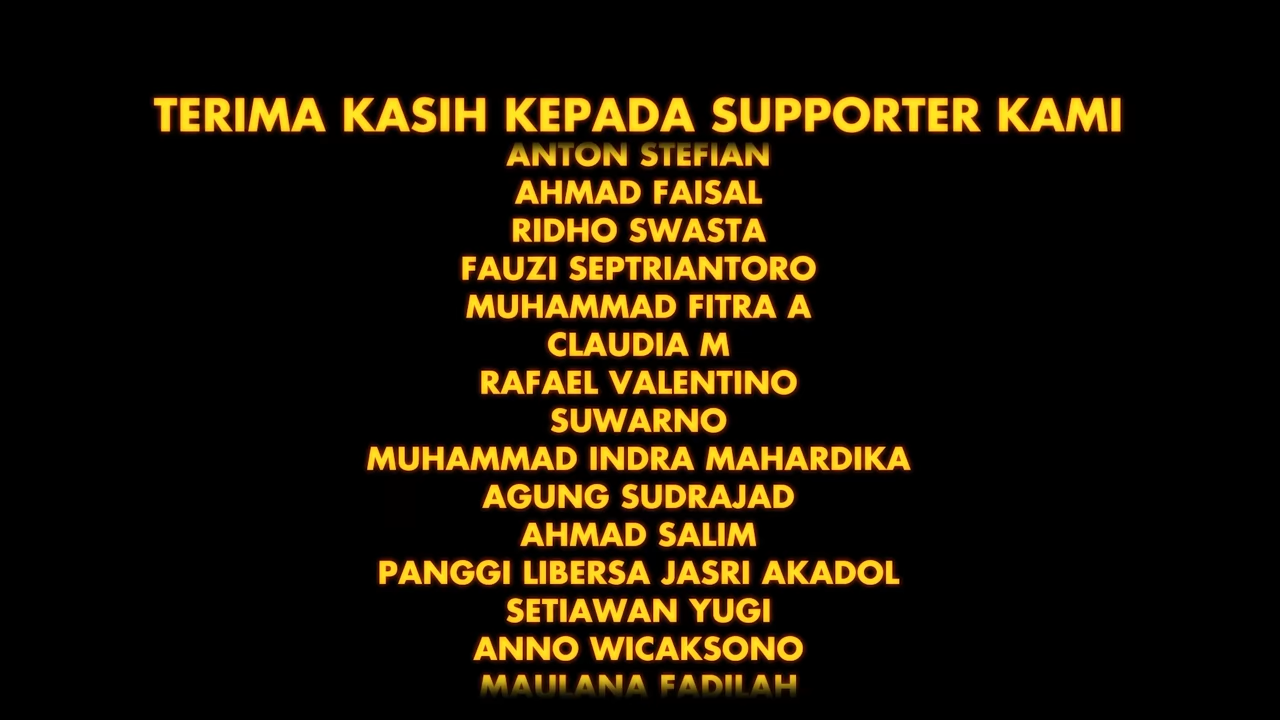 TERIMA KASIH KEPADA SUPPORTER KAMI
ANTON STEFIAN
AHMAD FAISAL
RIDHO SWASTA
FAUZI SEPTRIANTORO
MUHAMMAD FITRA A
CLAUDIA M
RAFAEL VALENTINO
SUWARNO
MUHAMMAD INDRA MAHARDIKA
AGUNG SUDRAJAD
AHMAD SALIM
PANGGI LIBERSA JASRI AKADOL
SETIAWAN YUGI
ANNO WICAKSONO
MAULANA FADILAH